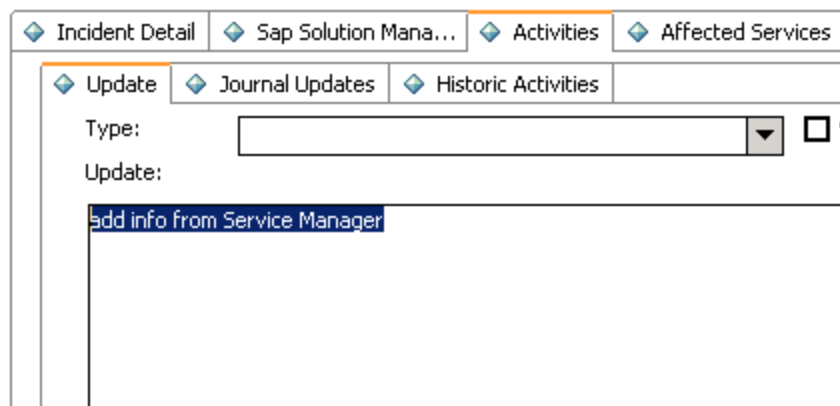 Incident Detail Sap Solution Mana... Activities Affected Services
Update Journal Updates Historic Activities
Type:
Update:
add info from Service Manager